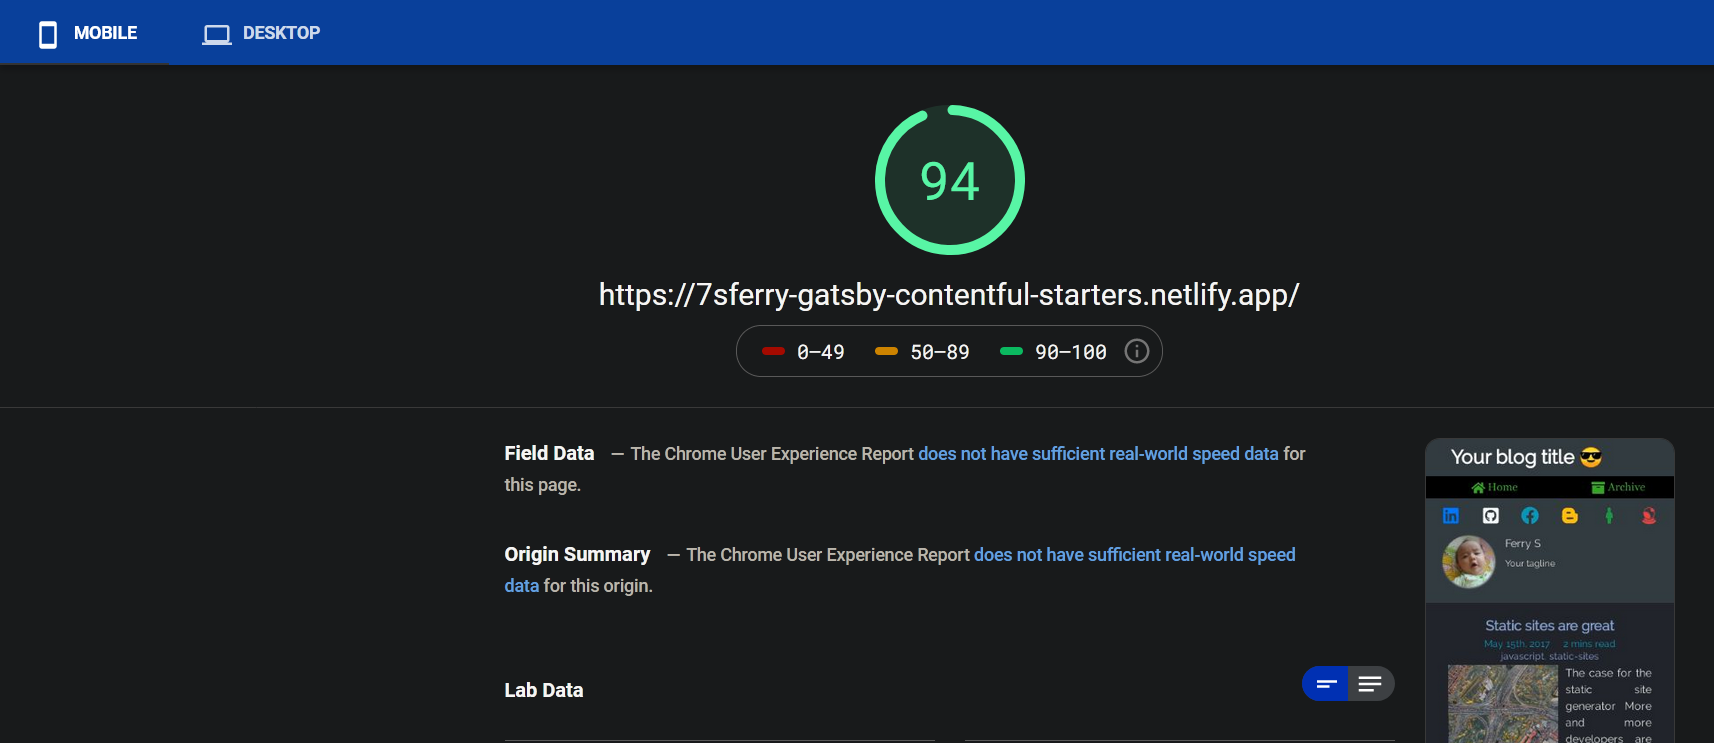 MOBILE
DESKTOP
94
https://7sferry-gatsby-contentful-starters.netlify.app/
0–49
50–89
90–100
Field Data — The Chrome User Experience Report does not have sufficient real-world speed data for
this page.
Origin Summary — The Chrome User Experience Report does not have sufficient real-world speed
data for this origin.
Lab Data
Your blog title 😎
Home
Archive
Ferry S
Your tagline
Static sites are great
May 15th, 2017 2 mins read
javascript, static-sites
The case for the
static site
generator More
and more
developers are